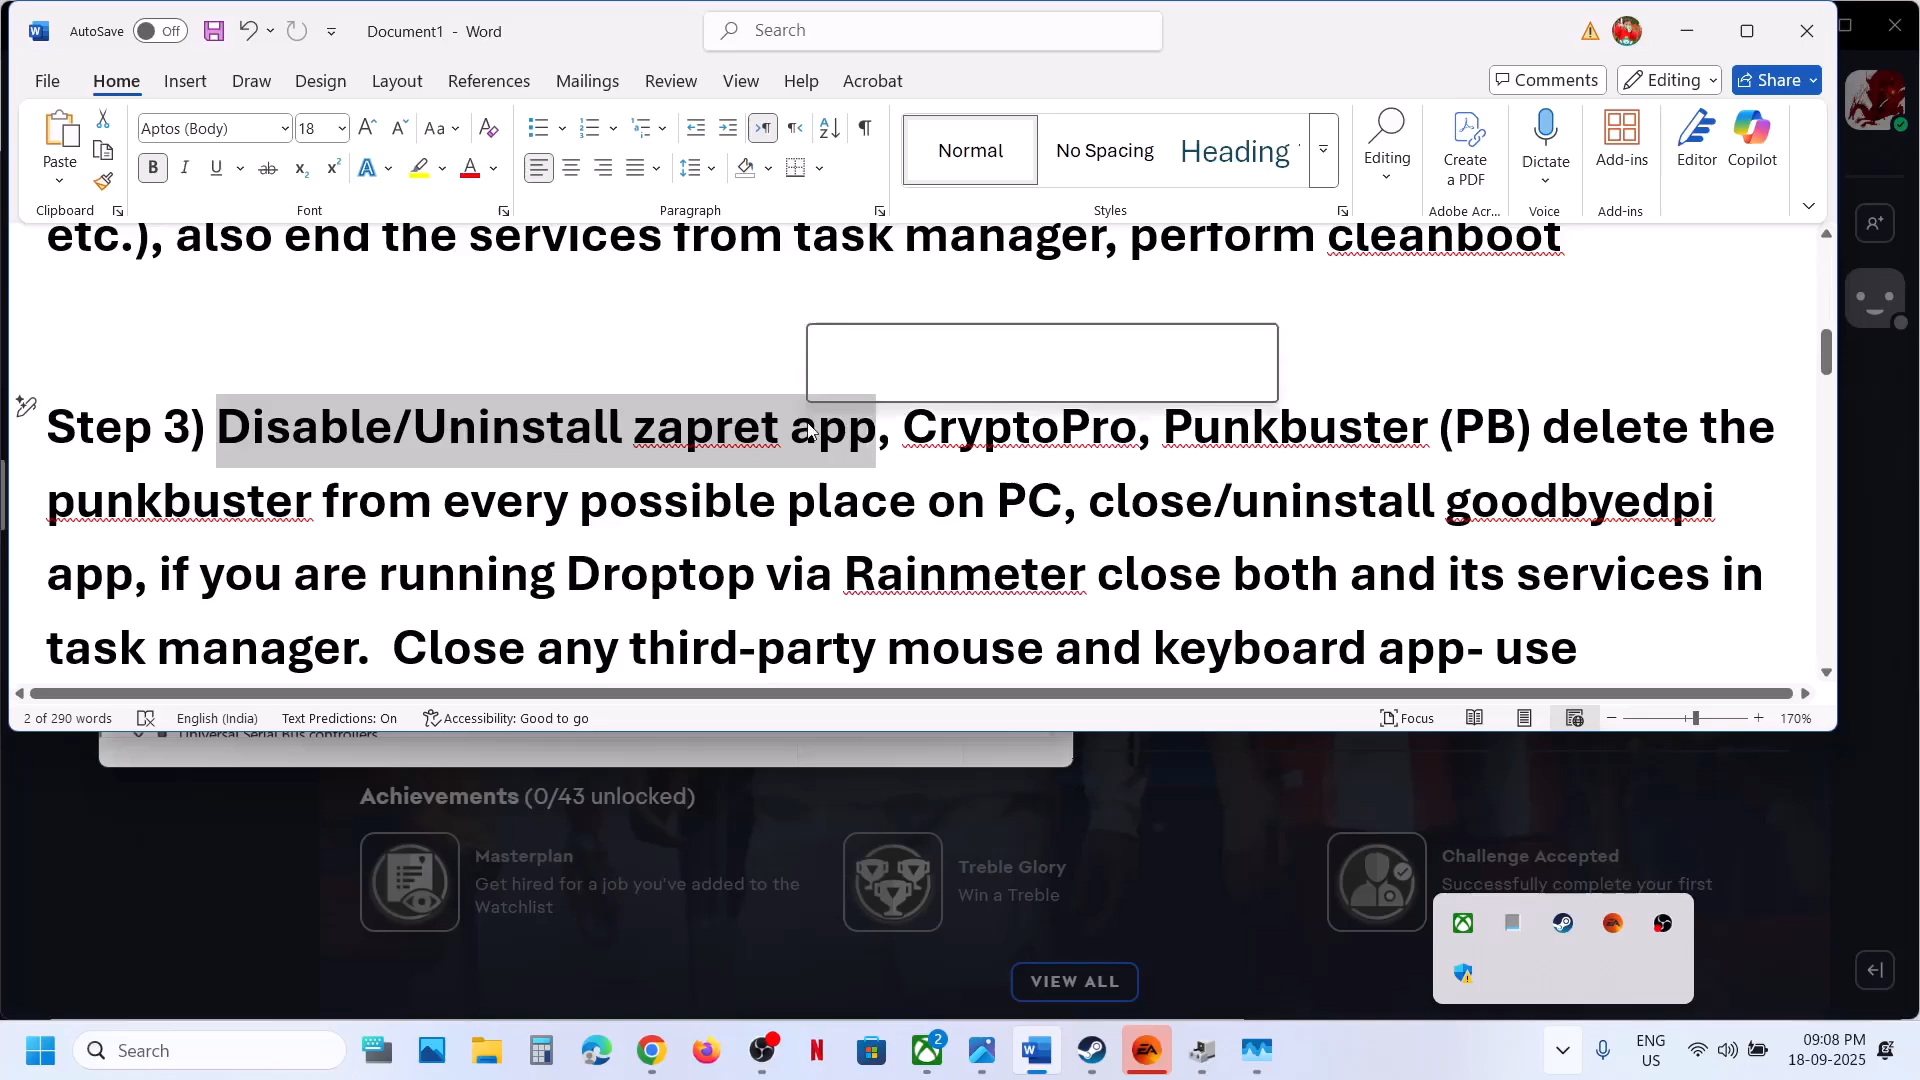 AutoSave Off
Document1 - Word
Search
File Home Insert Draw Design Layout References Mailings Review View Help Acrobat
Comments Editing Share
Paste
Aptos (Body) 18
Normal No Spacing Heading
Editing
Create a PDF
Dictate
Add-ins
Editor
Copilot
Clipboard Font Paragraph Styles Adobe Acr... Voice Add-ins
etc.), also end the services from task manager, perform cleanboot
Step 3) Disable/Uninstall zapret app, CryptoPro, Punkbuster (PB) delete the
punkbuster from every possible place on PC, close/uninstall goodbyedpi
app, if you are running Droptop via Rainmeter close both and its services in
task manager. Close any third-party mouse and keyboard app- use
2 of 290 words English (India) Text Predictions: On Accessibility: Good to go Focus 170%
Universal Serial Bus controllers
Achievements (0/43 unlocked)
Masterplan
Get hired for a job you've added to the
Watchlist
Treble Glory
Win a Treble
Challenge Accepted
Successfully complete your first
VIEW ALL
Search
2
ENG
US
09:08 PM
18-09-2025